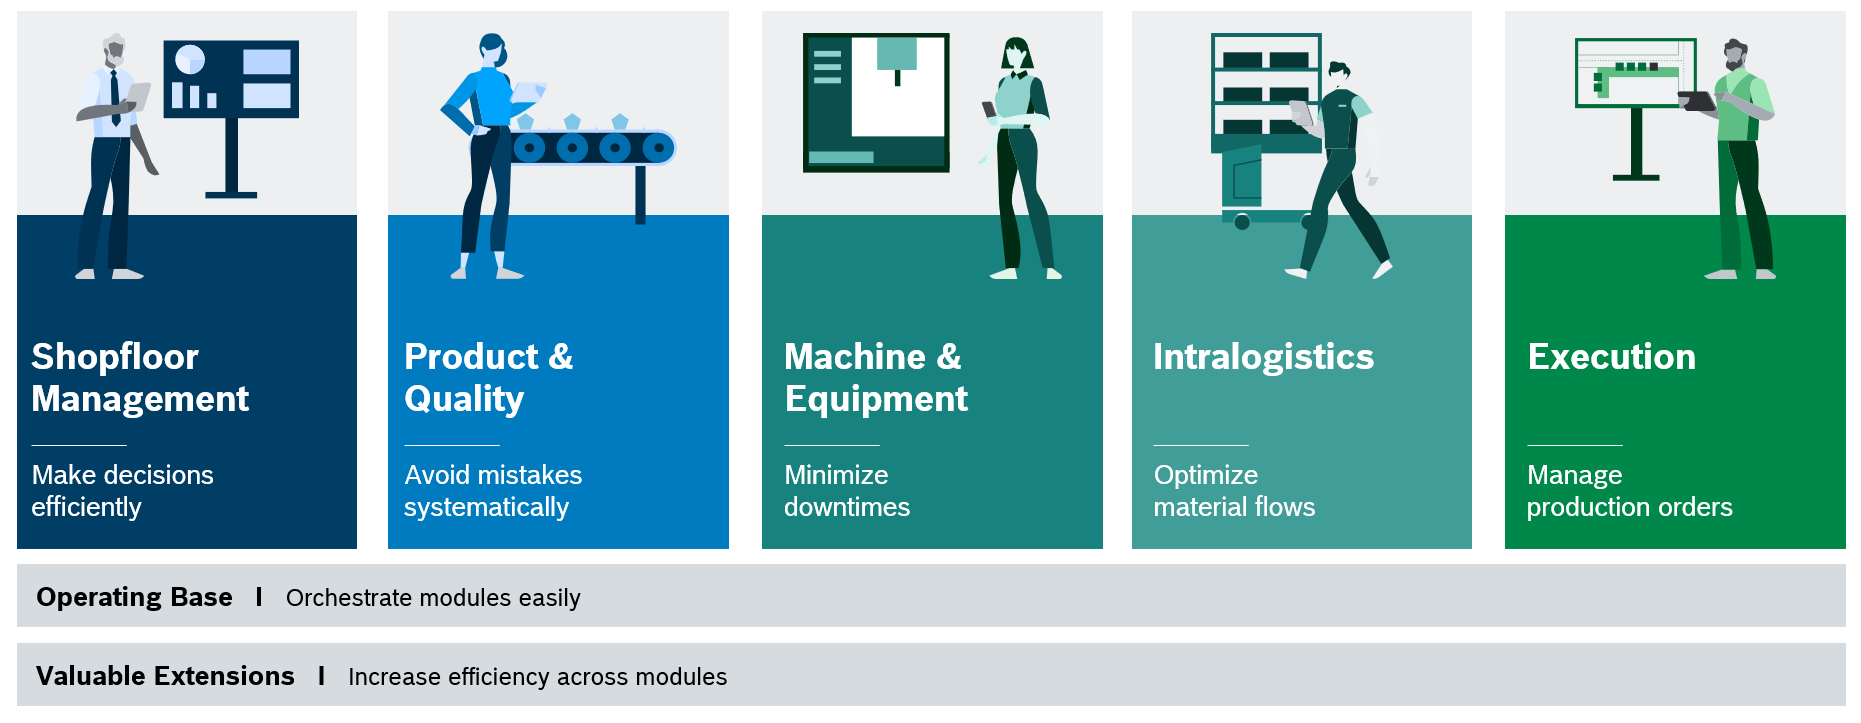 Shopfloor
Management
Make decisions
efficiently
Product &
Quality
Avoid mistakes
systematically
Machine &
Equipment
Minimize
downtimes
Intralogistics
Optimize
material flows
Execution
Manage
production orders
Operating Base I Orchestrate modules easily
Valuable Extensions I Increase efficiency across modules